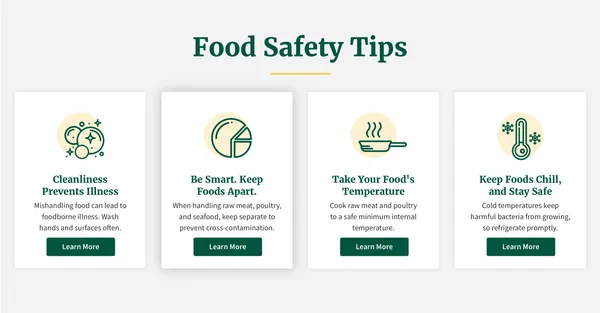 Food Safety Tips
Cleanliness
Prevents Illness
Mishandling food can lead to
foodborne illness. Wash
hands and surfaces often.
Learn More
Be Smart. Keep
Foods Apart.
When handling raw meat, poultry,
and seafood, keep separate to
prevent cross-contamination.
Learn More
Take Your Food's
Temperature
Cook raw meat and poultry
to a safe minimum internal
temperature.
Learn More
Keep Foods Chill,
and Stay Safe
Cold temperatures keep
harmful bacteria from growing,
so refrigerate promptly.
Learn More